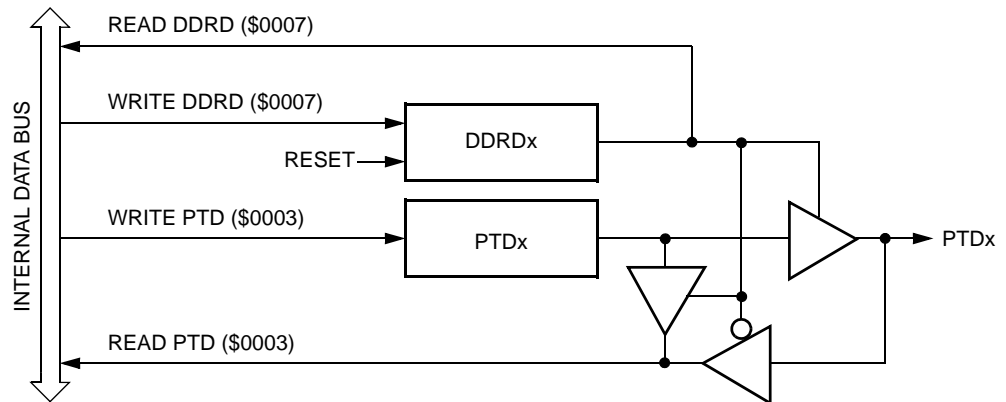 READ DDRD ($0007)
WRITE DDRD ($0007)
DDRDx
RESET
INTERNAL DATA BUS
WRITE PTD ($0003)
PTDx
PTDx
READ PTD ($0003)